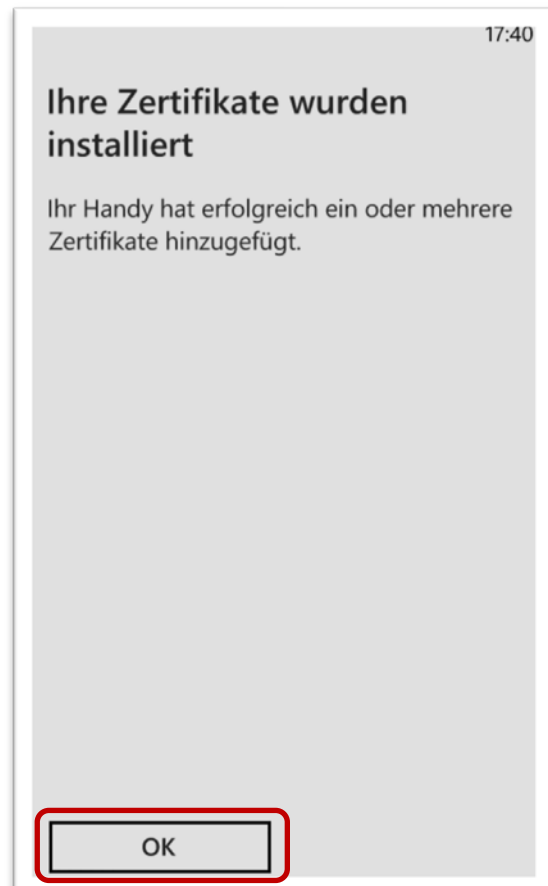 17:40
Ihre Zertifikate wurden
installiert
Ihr Handy hat erfolgreich ein oder mehrere
Zertifikate hinzugefügt.
OK